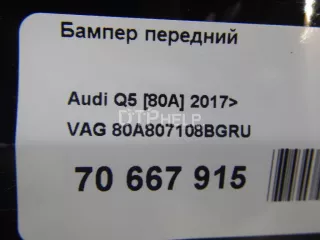 Бампер передний
Audi Q5 [80A] 2017>
DTPHELP
VAG 80A807108BGRU
70 667 915